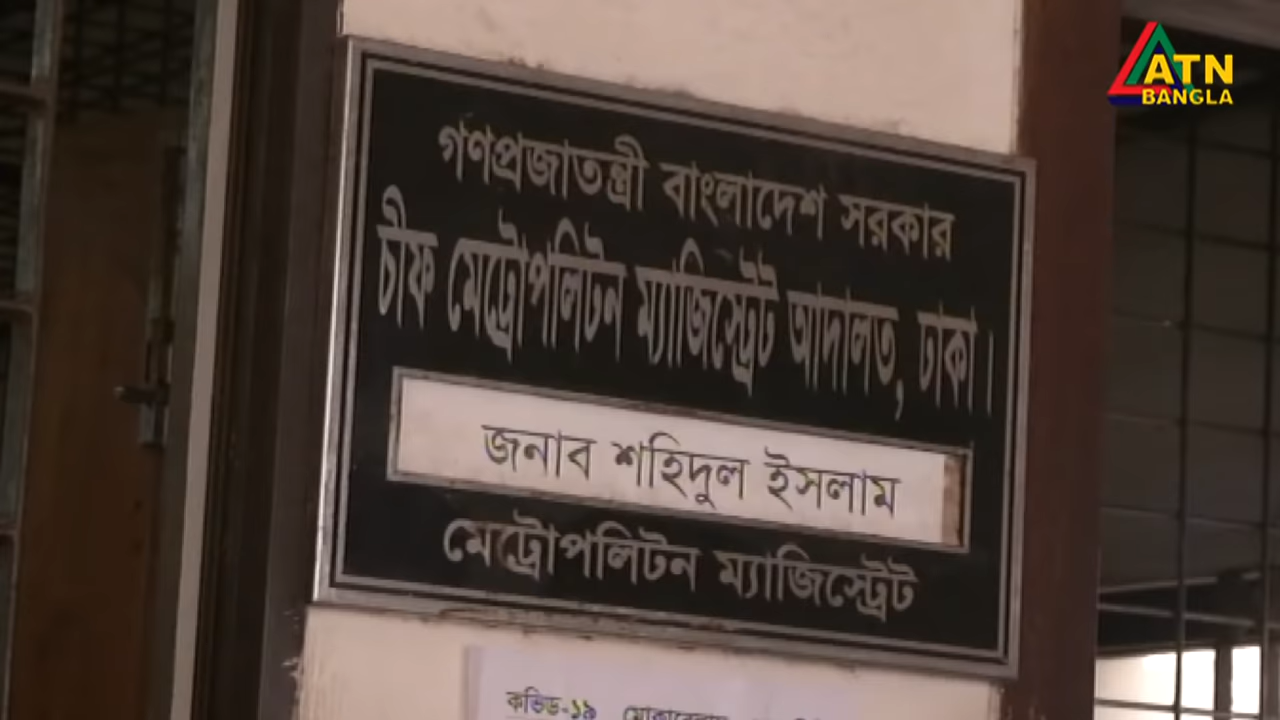 ATN
BANGLA
গণপ্রজাতন্ত্রী বাংলাদেশ সরকার
চীফ মেট্রোপলিটন ম্যাজিস্ট্রেট আদালত, ঢাকা।
জনাব শহিদুল ইসলাম
মেট্রোপলিটন ম্যাজিস্ট্রেট
কভিড-১৯